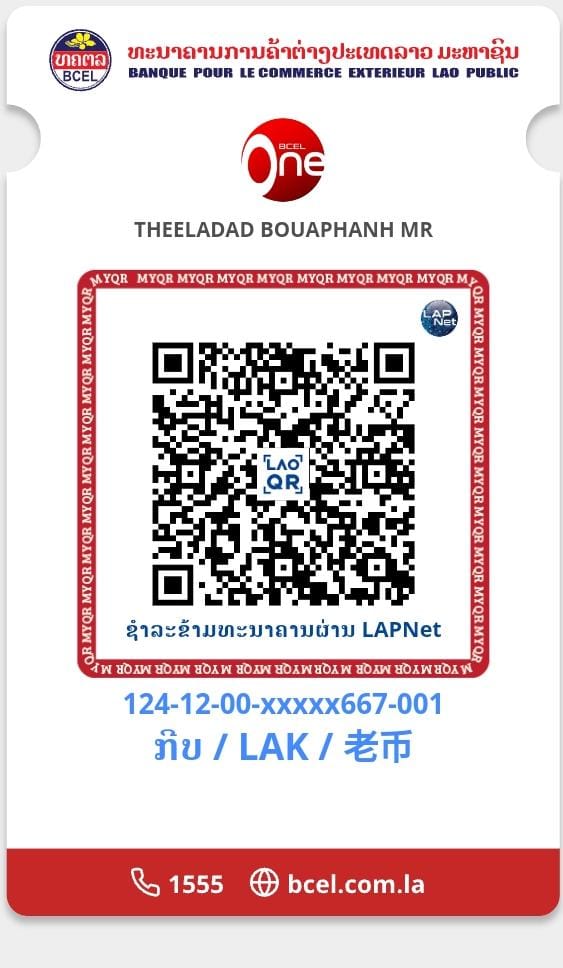 ທຄຕລ
BCEL
ທະນາຄານການຄ້າຕ່າງປະເທດລາວ ມະຫາຊົນ
BANQUE POUR LE COMMERCE EXTERIEUR LAO PUBLIC
BCEL
One
THEELADAD BOUAPHANH MR
MYQR MYQR MYQR MYQR MYQR MYQR MYQR MYQR MYQR
LAP Net
LAO
QR
ຊຳລະຂ້າມທະນາຄານຜ່ານ LAPNet
124-12-00-xxxxx667-001
ກີບ / LAK / 老币
1555 bcel.com.la